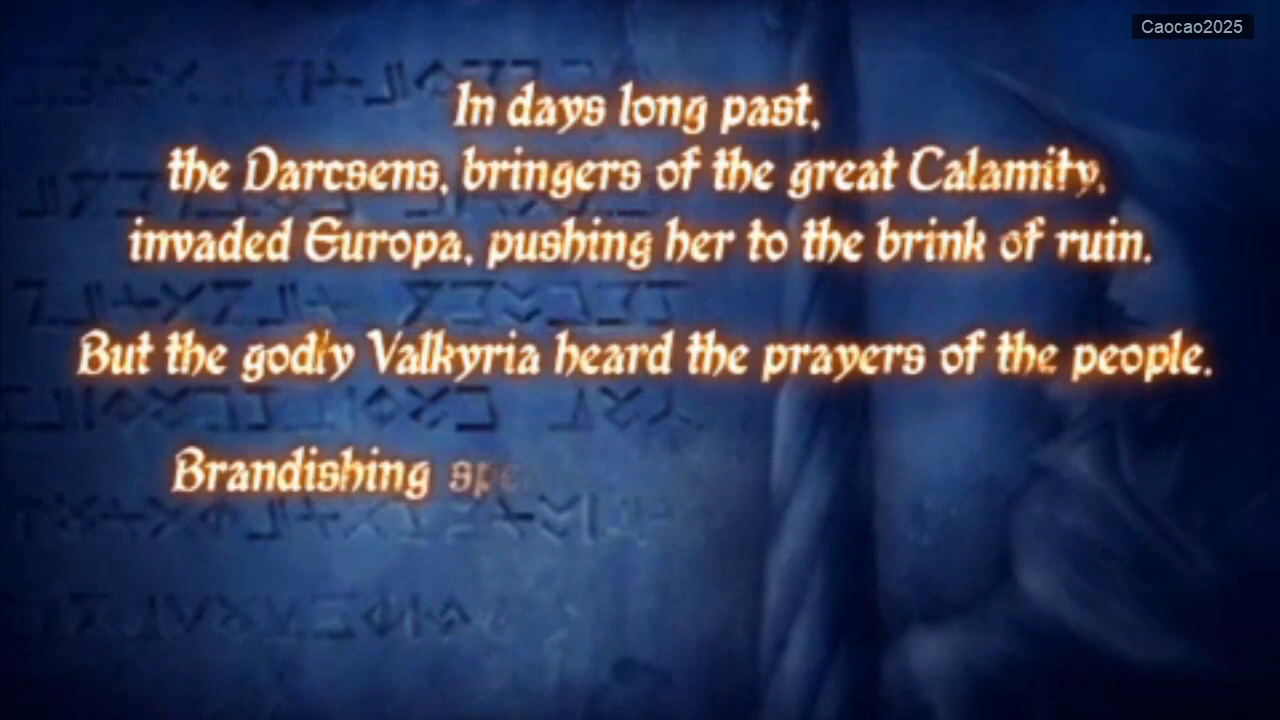 Caocao2025
In days long past,
the Darcsens, bringers of the great Calamity,
invaded Europa, pushing her to the brink of ruin.
But the godly Valkyria heard the prayers of the people.
Brandishing